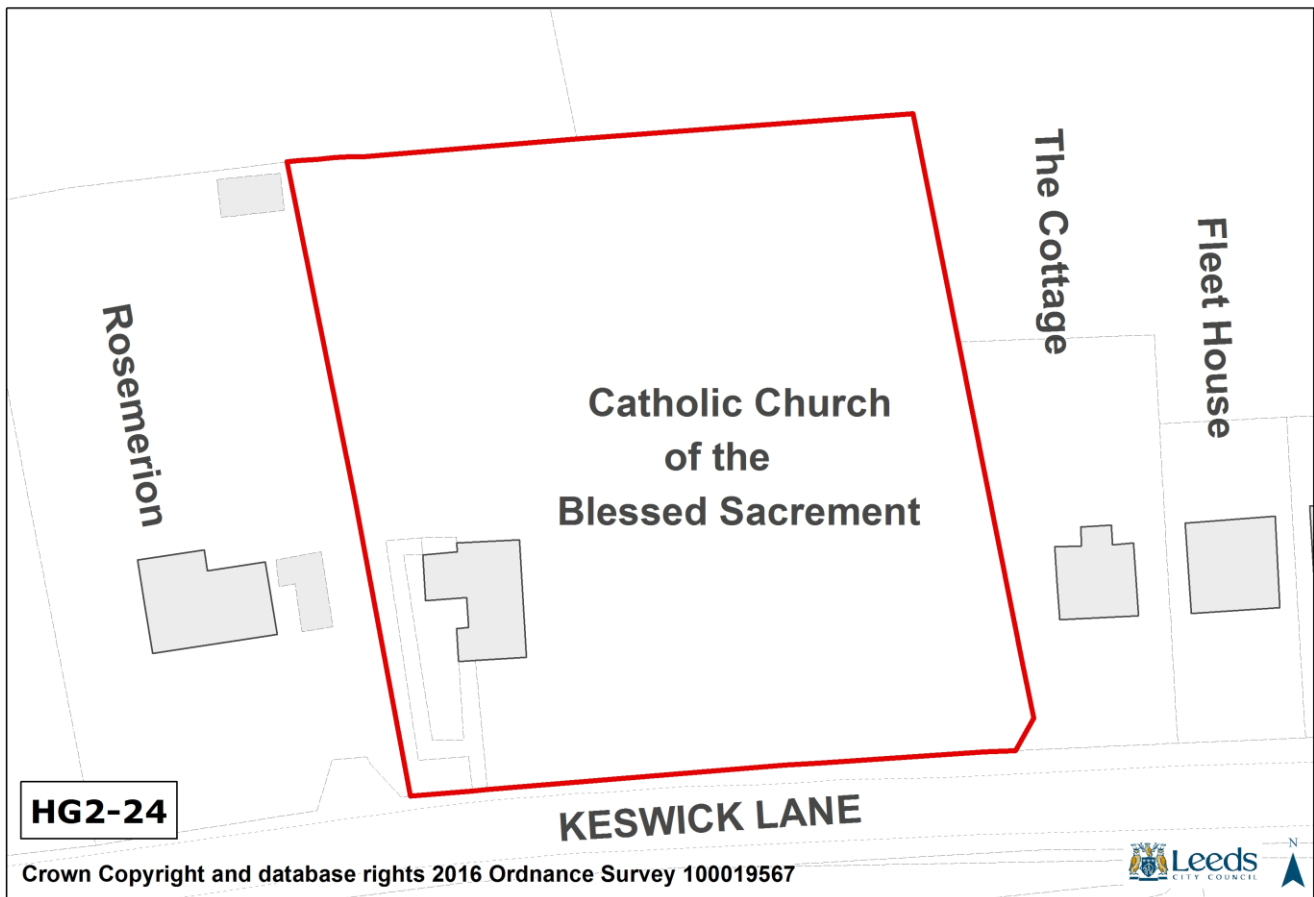 The Cottage
Fleet House
Rosemerion
Catholic Church
of the
Blessed Sacrement
HG2-24
KESWICK LANE
Crown Copyright and database rights 2016 Ordnance Survey 100019567
Leeds
CITY COUNCIL
N